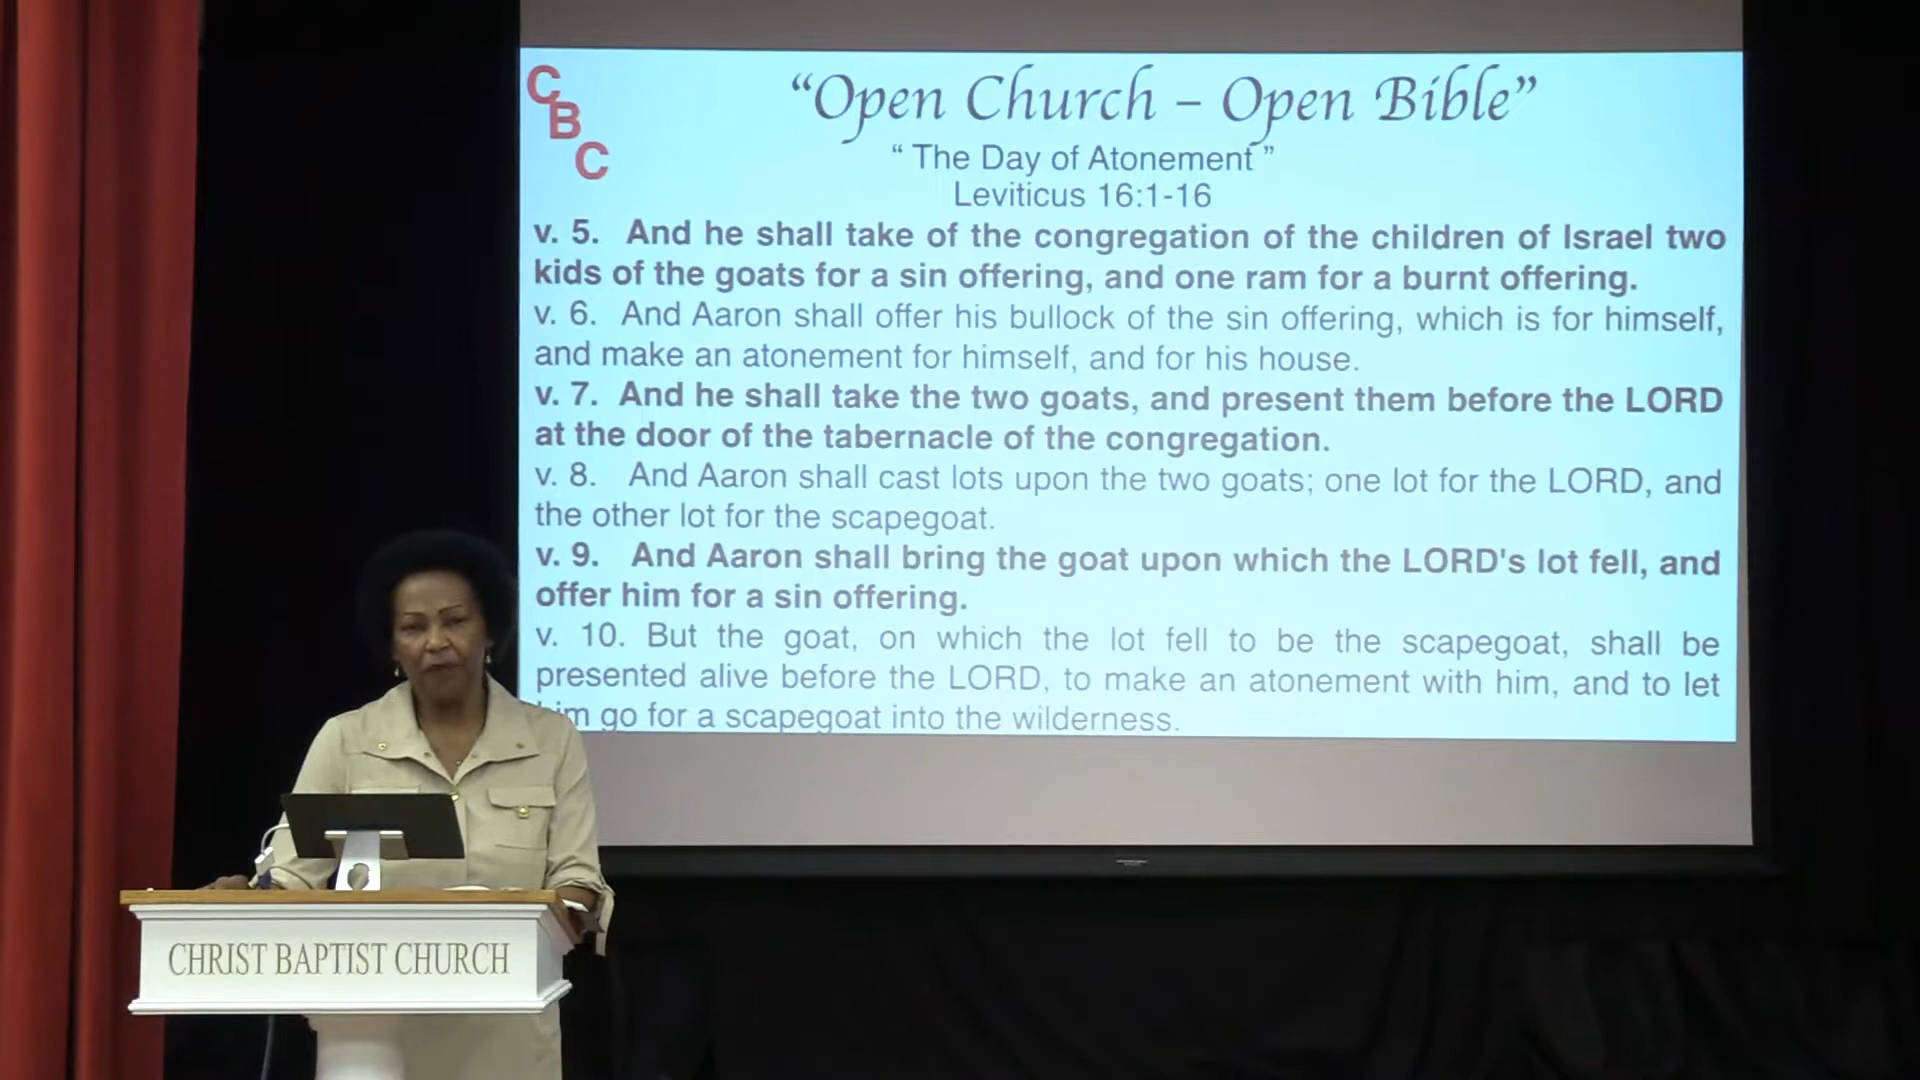 C
B
C
“Open Church – Open Bible”
“ The Day of Atonement ”
Leviticus 16:1-16
v. 5. And he shall take of the congregation of the children of Israel two
kids of the goats for a sin offering, and one ram for a burnt offering.
v. 6. And Aaron shall offer his bullock of the sin offering, which is for himself,
and make an atonement for himself, and for his house.
v. 7. And he shall take the two goats, and present them before the LORD
at the door of the tabernacle of the congregation.
v. 8. And Aaron shall cast lots upon the two goats; one lot for the LORD, and
the other lot for the scapegoat.
v. 9. And Aaron shall bring the goat upon which the LORD's lot fell, and
offer him for a sin offering.
v. 10. But the goat, on which the lot fell to be the scapegoat, shall be
presented alive before the LORD, to make an atonement with him, and to let
him go for a scapegoat into the wilderness.
CHRIST BAPTIST CHURCH